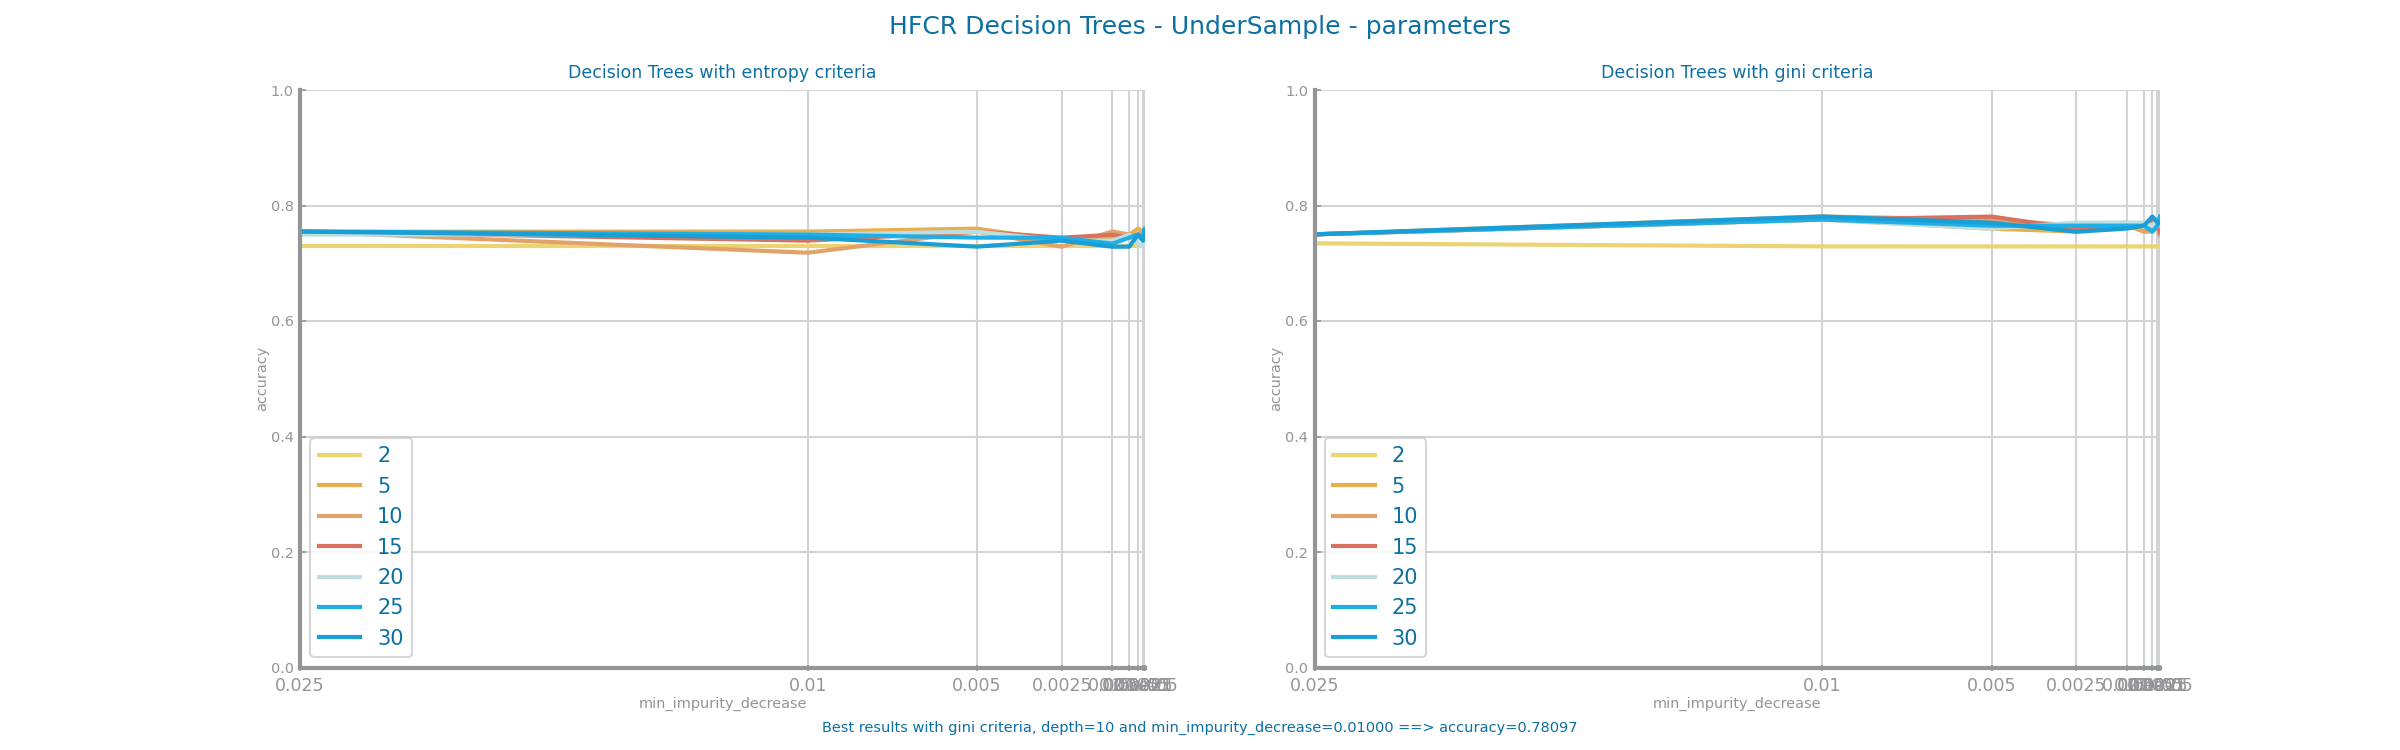 HFCR Decision Trees - UnderSample - parameters
Decision Trees with entropy criteria
1.0
0.8
0.6
0.4
0.2
0.0
accuracy
2
5
10
15
20
25
30
0.025 0.01 0.005 0.0025
min_impurity_decrease
Decision Trees with gini criteria
1.0
0.8
0.6
0.4
0.2
0.0
accuracy
2
5
10
15
20
25
30
0.025 0.01 0.005 0.0025
min_impurity_decrease
Best results with gini criteria, depth=10 and min_impurity_decrease=0.01000 ==> accuracy=0.78097